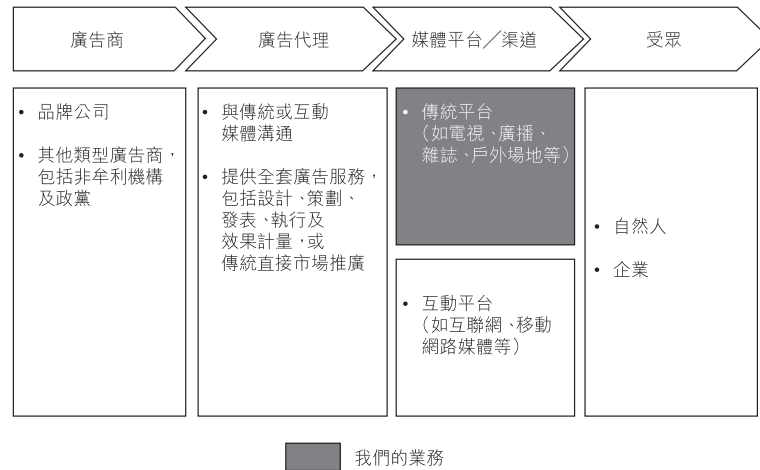 廣告商
廣告代理
媒體平台／渠道
受眾
• 品牌公司
• 其他類型廣告商，
包括非牟利機構
及政黨
• 與傳統或互動
媒體溝通
• 提供全套廣告服務，
包括設計、策劃、
發表、執行及
效果計量，或
傳統直接市場推廣
• 傳統平台
（如電視、廣播、
雜誌、戶外場地等）
• 互動平台
（如互聯網、移動
網路媒體等）
• 自然人
• 企業
我們的業務